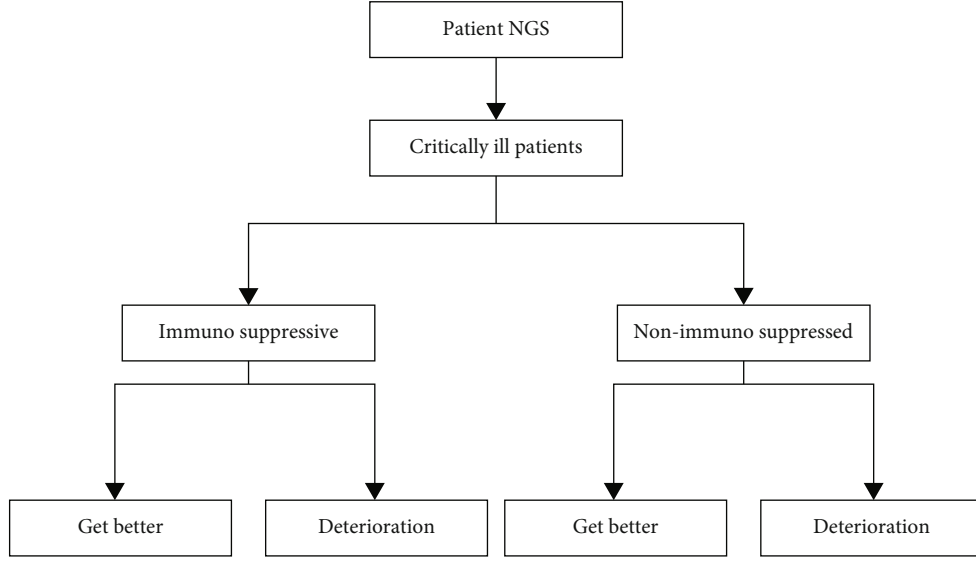 Patient NGS
Critically ill patients
Immuno suppressive
Non-immuno suppressed
Get better
Deterioration
Get better
Deterioration